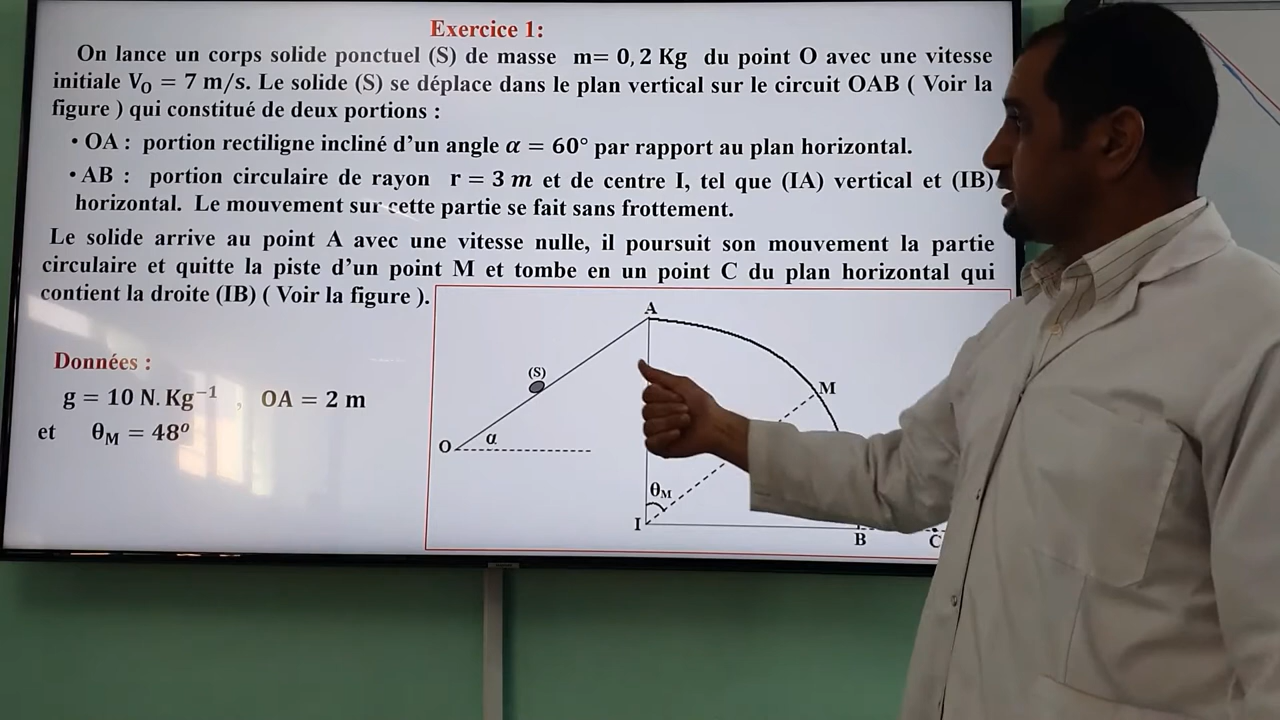 Exercice 1:
On lance un corps solide ponctuel (S) de masse m= 0,2 Kg du point O avec une vitesse
initiale V_O = 7 m/s. Le solide (S) se déplace dans le plan vertical sur le circuit OAB ( Voir la
figure ) qui constitué de deux portions :
• OA : portion rectiligne incliné d'un angle α = 60° par rapport au plan horizontal.
• AB : portion circulaire de rayon r = 3 m et de centre I, tel que (IA) vertical et (IB)
horizontal. Le mouvement sur cette partie se fait sans frottement.
Le solide arrive au point A avec une vitesse nulle, il poursuit son mouvement la partie
circulaire et quitte la piste d'un point M et tombe en un point C du plan horizontal qui
contient la droite (IB) ( Voir la figure ).
Données :
g = 10 N.Kg⁻¹ , OA = 2 m
et θ_M = 48°
A
(S)
M
O
α
θ_M
I
B
C